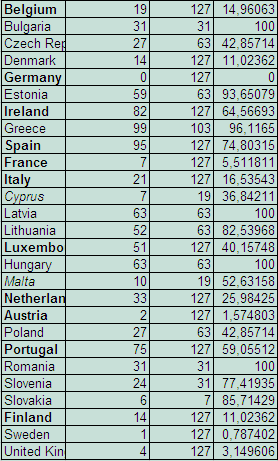 Belgium 19 127 14,96063
Bulgaria 31 31 100
Czech Rep 27 63 42,85714
Denmark 14 127 11,02362
Germany 0 127 0
Estonia 59 63 93,65079
Ireland 82 127 64,56693
Greece 99 103 96,1165
Spain 95 127 74,80315
France 7 127 5,511811
Italy 21 127 16,53543
Cyprus 7 19 36,84211
Latvia 63 63 100
Lithuania 52 63 82,53968
Luxembo 51 127 40,15748
Hungary 63 63 100
Malta 10 19 52,63158
Netherlan 33 127 25,98425
Austria 2 127 1,574803
Poland 27 63 42,85714
Portugal 75 127 59,05512
Romania 31 31 100
Slovenia 24 31 77,41935
Slovakia 6 7 85,71429
Finland 14 127 11,02362
Sweden 1 127 0,787402
United Kin 4 127 3,149606